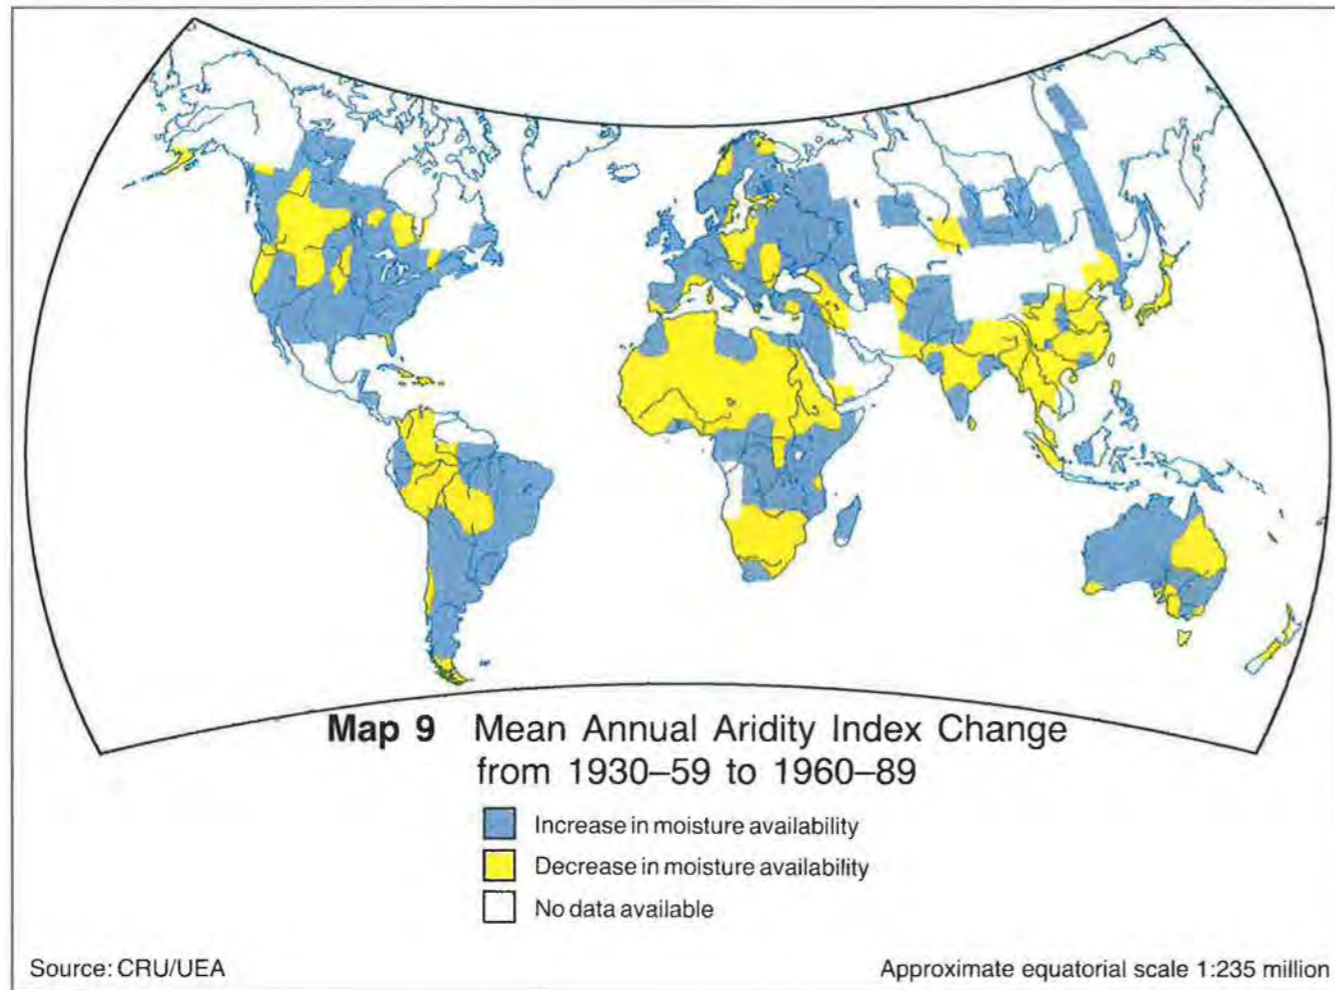 Map 9 Mean Annual Aridity Index Change
from 1930–59 to 1960–89
Increase in moisture availability
Decrease in moisture availability
No data available
Source: CRU/UEA
Approximate equatorial scale 1:235 million